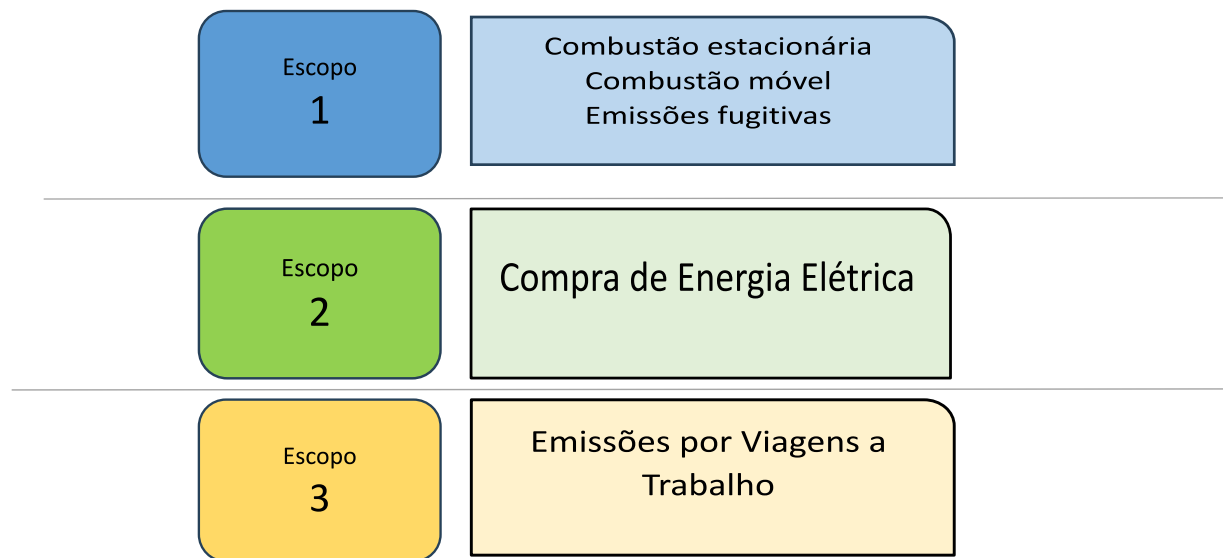 Escopo
1
Combustão estacionária
Combustão móvel
Emissões fugitivas
Escopo
2
Compra de Energia Elétrica
Escopo
3
Emissões por Viagens a
Trabalho